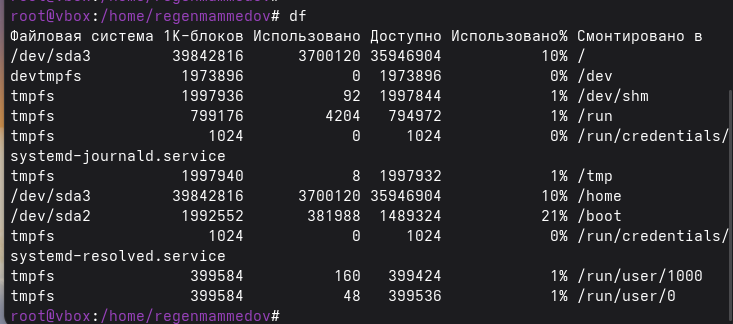 root@vbox:/home/regenmammedov# df
Файловая система 1K-блоков Использовано Доступно Использовано% Смонтировано в
/dev/sda3 39842816 3700120 35946904 10% /
devtmpfs 1973896 0 1973896 0% /dev
tmpfs 1997936 92 1997844 1% /dev/shm
tmpfs 799176 4204 794972 1% /run
tmpfs 1024 0 1024 0% /run/credentials/
systemd-journald.service
tmpfs 1997940 8 1997932 1% /tmp
/dev/sda3 39842816 3700120 35946904 10% /home
/dev/sda2 1992552 381988 1489324 21% /boot
tmpfs 1024 0 1024 0% /run/credentials/
systemd-resolved.service
tmpfs 399584 160 399424 1% /run/user/1000
tmpfs 399584 48 399536 1% /run/user/0
root@vbox:/home/regenmammedov#